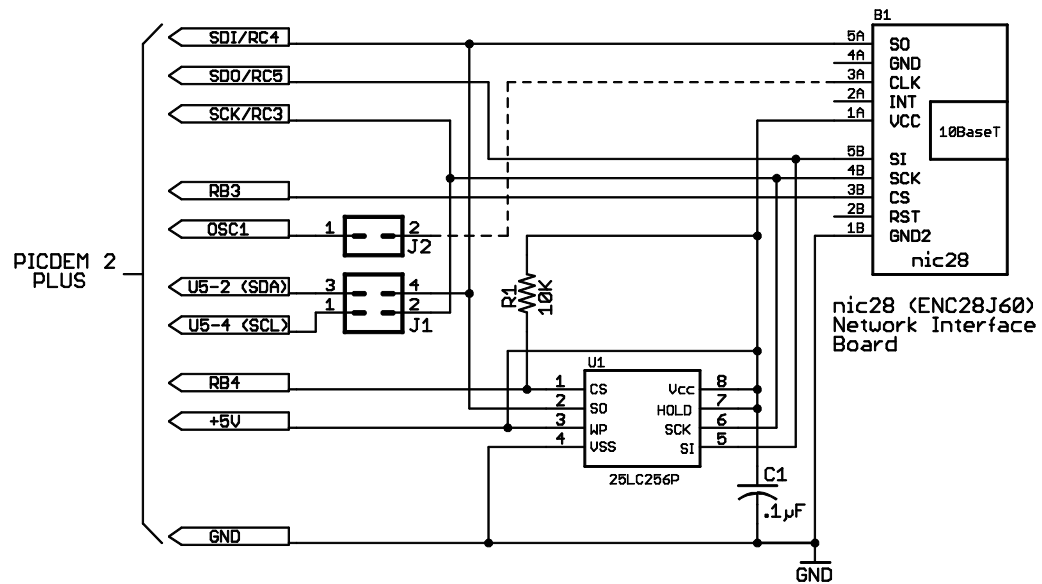 B1
SDI/RC4
5A
SO
4A
GND
SDO/RC5
3A
CLK
2A
INT
SCK/RC3
1A
VCC
10BaseT
5B
SI
4B
SCK
RB3
3B
CS
2B
RST
OSC1
1
2
J2
1B
GND2
nic28
PICDEM 2
PLUS
U5-2 (SDA)
3
4
1
2
J1
U5-4 (SCL)
R1
10K
nic28 (ENC28J60)
Network Interface
Board
U1
RB4
1
CS
Vcc
8
2
SO
HOLD
7
+5V
3
WP
SCK
6
4
VSS
SI
5
25LC256P
C1
.1µF
GND
GND